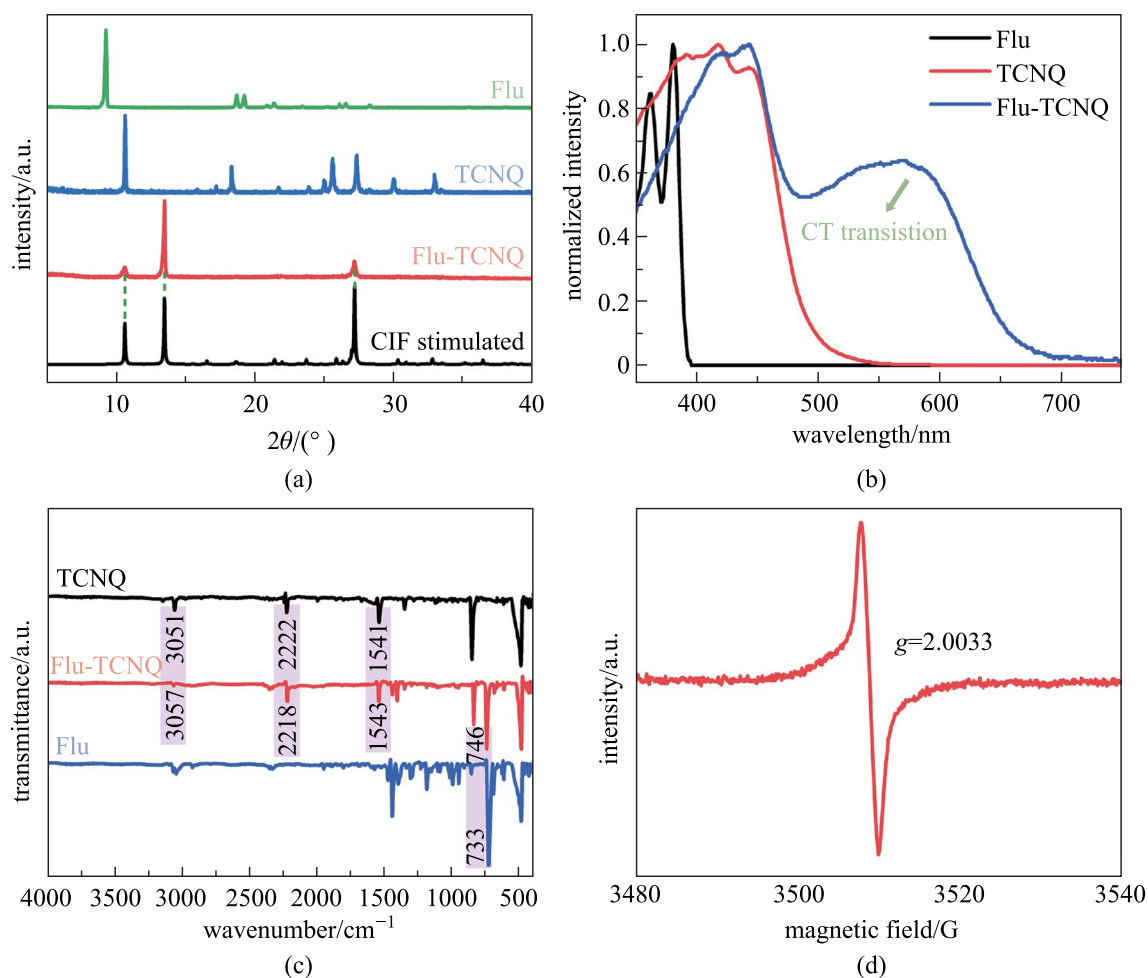 intensity/a.u.
Flu
TCNQ
Flu-TCNQ
CIF stimulated
10 20 30 40
2θ/(° )
(a)
normalized intensity
1.0
0.8
0.6
0.4
0.2
0
Flu
TCNQ
Flu-TCNQ
CT transistion
400 500 600 700
wavelength/nm
(b)
transmittance/a.u.
TCNQ
3051 2222 1541
Flu-TCNQ
3057 2218 1543 746
Flu
733
4000 3500 3000 2500 2000 1500 1000 500
wavenumber/cm⁻¹
(c)
intensity/a.u.
g=2.0033
3480 3500 3520 3540
magnetic field/G
(d)